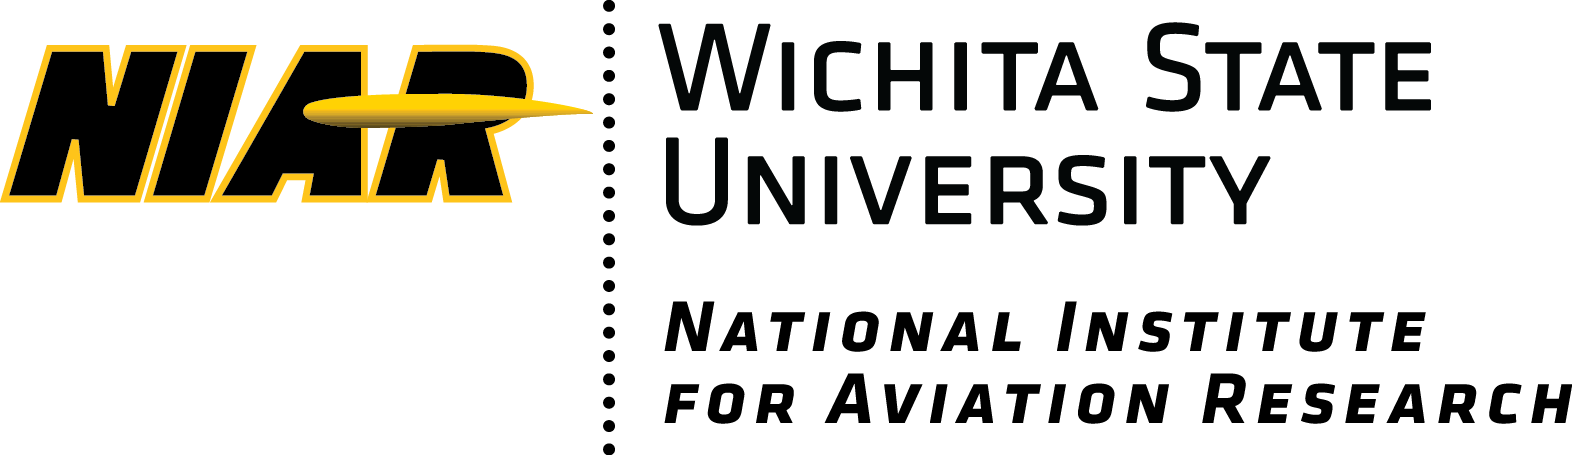 NIAR
WICHITA STATE
UNIVERSITY
NATIONAL INSTITUTE
FOR AVIATION RESEARCH